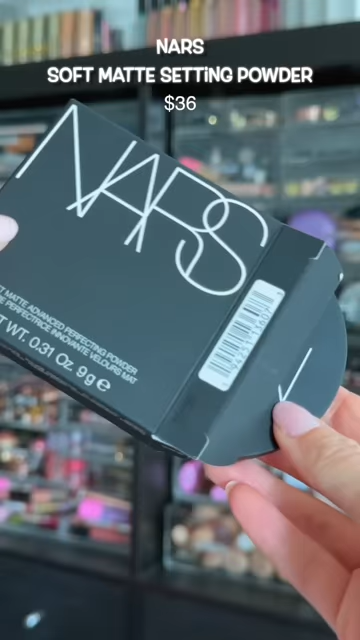 NARS
SOFT MATTE SETTING POWDER
$36
NARS
MATTE ADVANCED PERFECTING POWDER
PERFECTRICE INNOVANTE VELOURS MAT
WT. 0.31 OZ. 9 g e